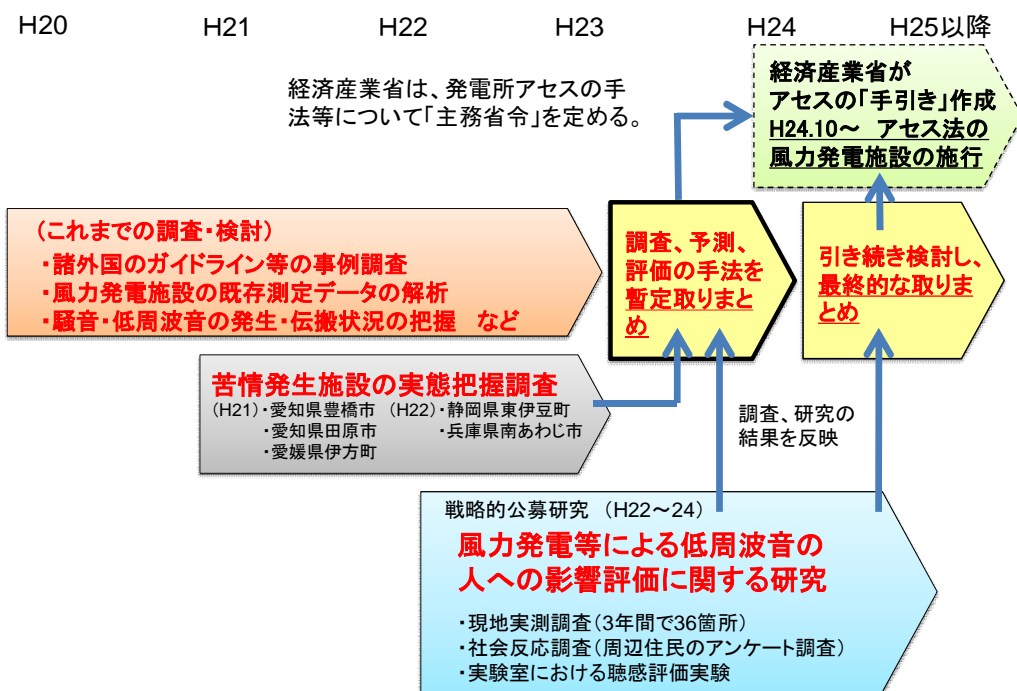 H20 H21 H22 H23 H24 H25以降
経済産業省は、発電所アセスの手
法等について「主務省令」を定める。
経済産業省が
アセスの「手引き」作成
H24.10～ アセス法の
風力発電施設の施行
(これまでの調査・検討)
・諸外国のガイドライン等の事例調査
・風力発電施設の既存測定データの解析
・騒音・低周波音の発生・伝搬状況の把握 など
調査、予測、
評価の手法を
暫定取りまと
め
引き続き検討し、
最終的な取りま
とめ
苦情発生施設の実態把握調査
(H21)・愛知県豊橋市 (H22)・静岡県東伊豆町
・愛知県田原市 ・兵庫県南あわじ市
・愛媛県伊方町
調査、研究の
結果を反映
戦略的公募研究 (H22～24)
風力発電等による低周波音の
人への影響評価に関する研究
・現地実測調査(3年間で36箇所)
・社会反応調査(周辺住民のアンケート調査)
・実験室における聴感評価実験